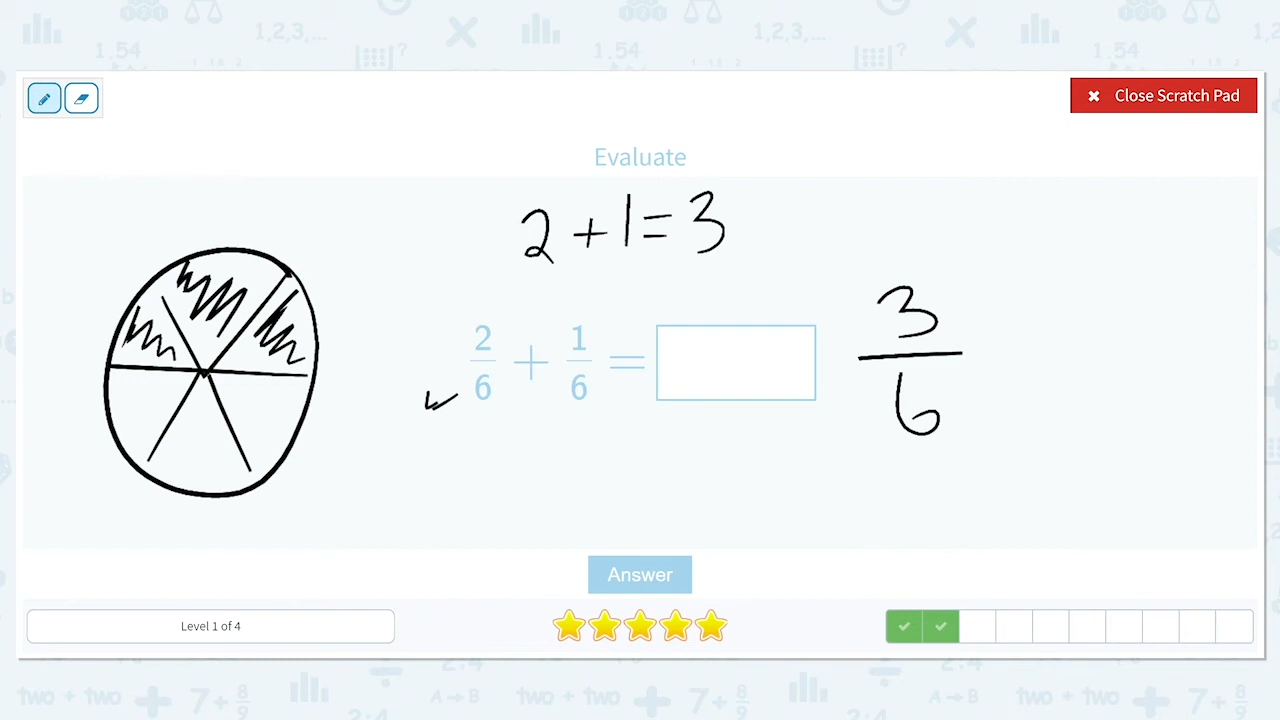 Close Scratch Pad
Evaluate
2 + 1 = 3
2/6 + 1/6 =
3/6
Answer
Level 1 of 4